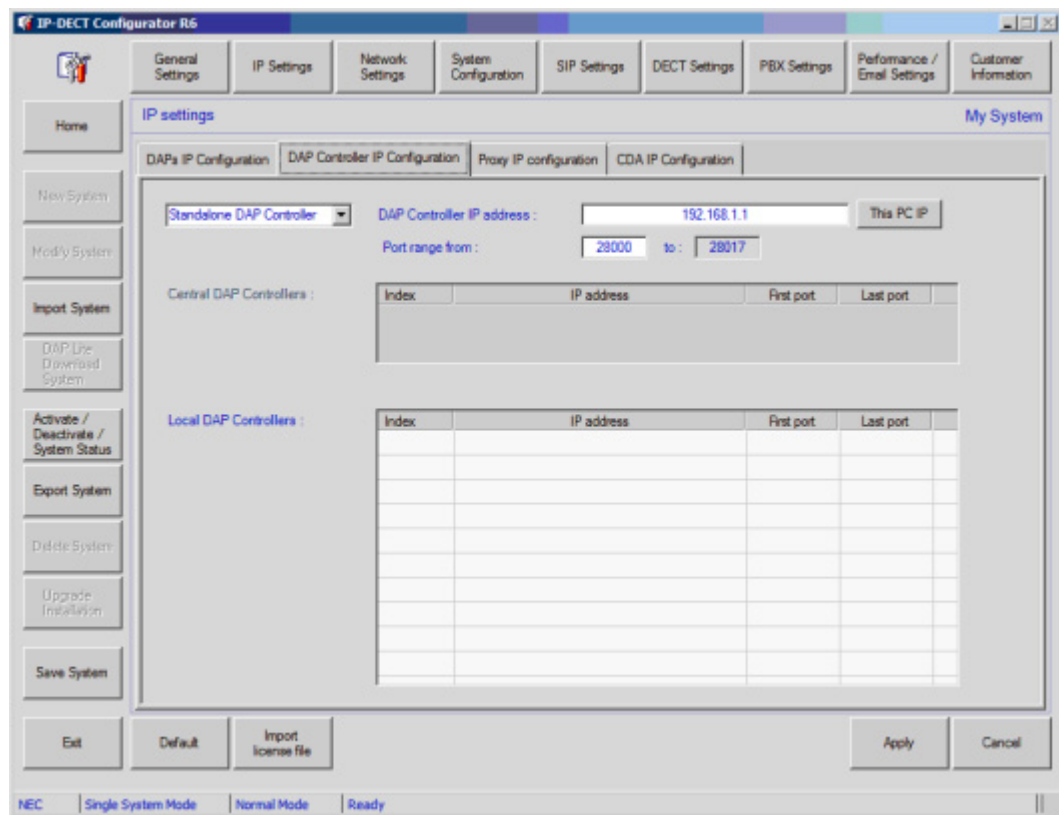 IP-DECT Configurator R6
General Settings
IP Settings
Network Settings
System Configuration
SIP Settings
DECT Settings
PBX Settings
Performance / Email Settings
Customer Information
Home
New System
Modify System
Import System
DAP Lite Download System
Activate / Deactivate / System Status
Export System
Delete System
Upgrade Installation
Save System
Exit
IP settings
My System
DAPs IP Configuration
DAP Controller IP Configuration
Proxy IP configuration
CDA IP Configuration
Standalone DAP Controller
DAP Controller IP address :
192.168.1.1
This PC IP
Port range from :
28000
to :
28017
Central DAP Controllers :
Index IP address First port Last port
Local DAP Controllers :
Index IP address First port Last port
Default
Import license file
Apply
Cancel
NEC
Single System Mode
Normal Mode
Ready